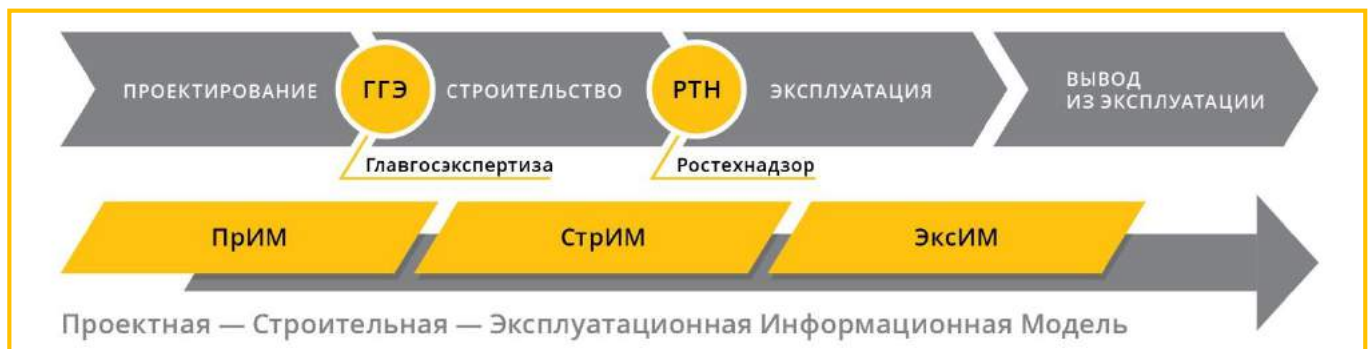 ПРОЕКТИРОВАНИЕ
ГГЭ
СТРОИТЕЛЬСТВО
РТН
ЭКСПЛУАТАЦИЯ
ВЫВОД
ИЗ ЭКСПЛУАТАЦИИ
Главгосэкспертиза
Ростехнадзор
ПрИМ
СтрИМ
ЭксИМ
Проектная — Строительная — Эксплуатационная Информационная Модель